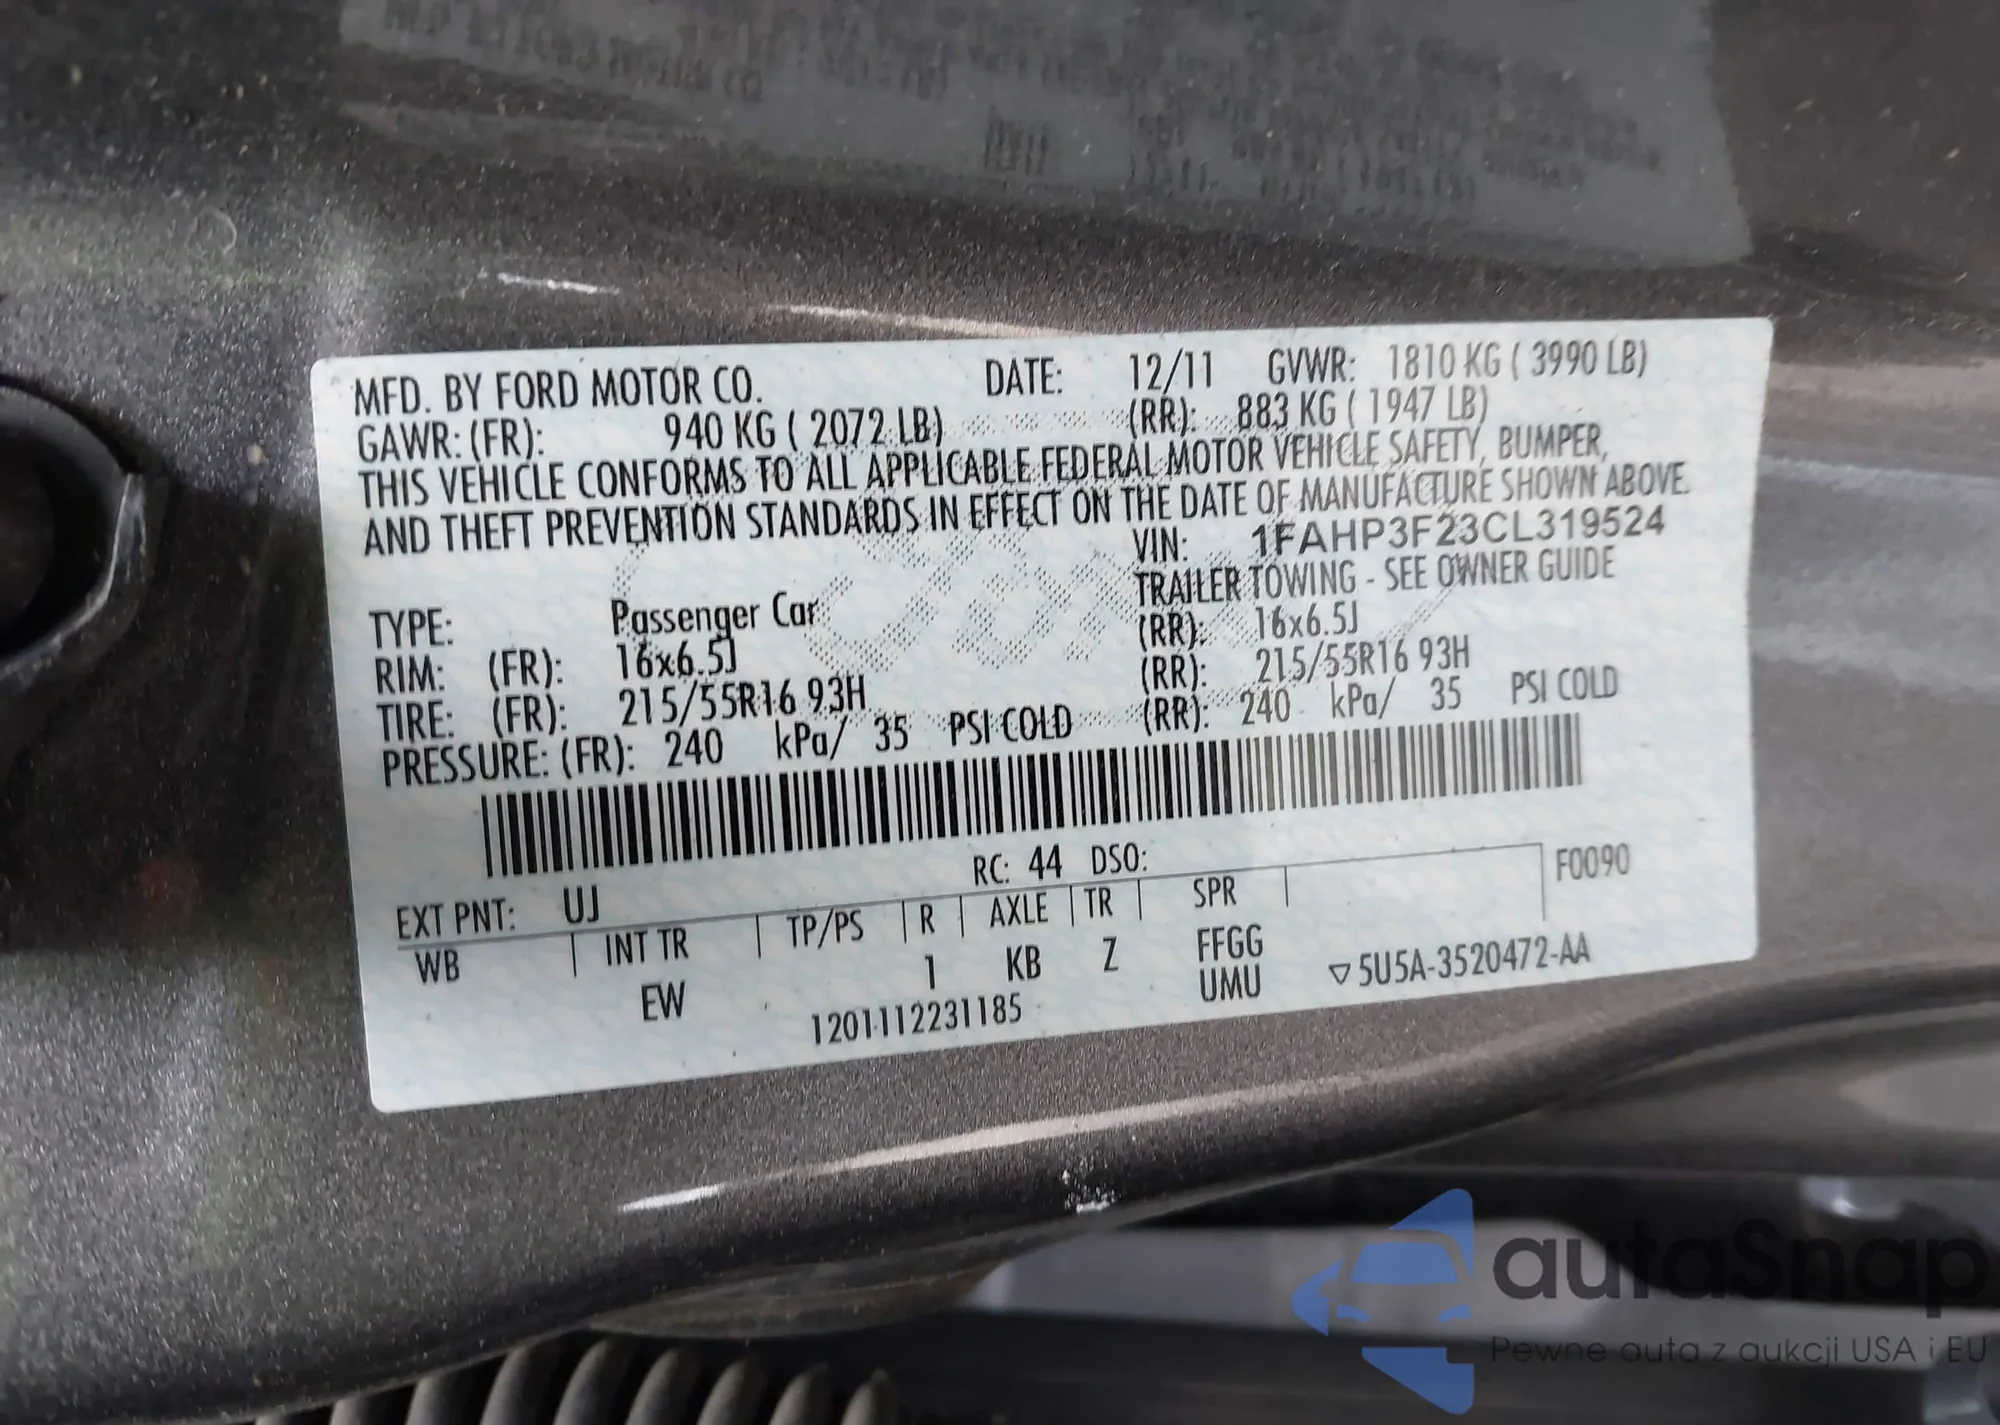 MFD. BY FORD MOTOR CO. DATE: 12/11 GVWR: 1810 KG ( 3990 LB)
GAWR: (FR): 940 KG ( 2072 LB) (RR): 883 KG ( 1947 LB)
THIS VEHICLE CONFORMS TO ALL APPLICABLE FEDERAL MOTOR VEHICLE SAFETY, BUMPER,
AND THEFT PREVENTION STANDARDS IN EFFECT ON THE DATE OF MANUFACTURE SHOWN ABOVE.
VIN: 1FAHP3F23CL319524
TYPE: Passenger Car TRAILER TOWING - SEE OWNER GUIDE
RIM: (FR): 16x6.5J (RR): 16x6.5J
TIRE: (FR): 215/55R16 93H (RR): 215/55R16 93H
PRESSURE: (FR): 240 kPa/ 35 PSI COLD (RR): 240 kPa/ 35 PSI COLD
RC: 44 DSO: F0090
EXT PNT: UJ
WB INT TR TP/PS R AXLE TR SPR
EW 1 KB Z FFGG
UMU ▽5U5A-3520472-AA
1201112231185
autaSnap
Pewne auta z aukcji USA i EU